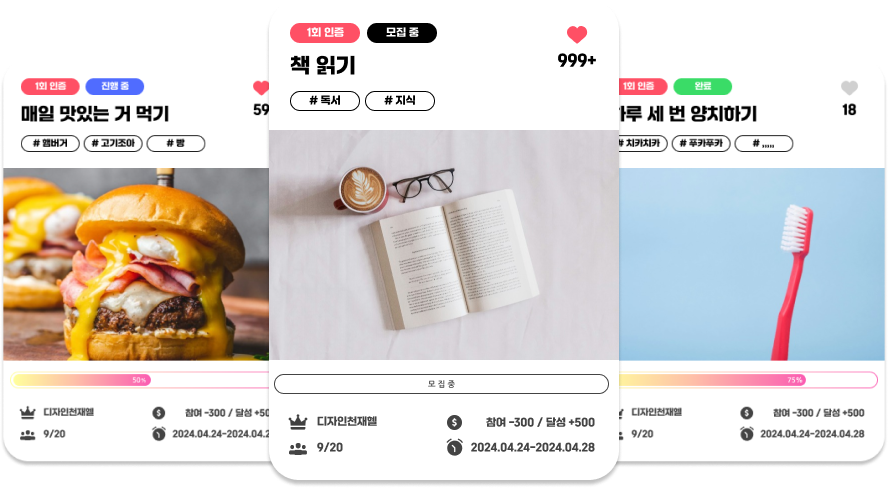 1회 인증 진행 중
59
매일 맛있는 거 먹기
# 햄버거 # 고기조아 # 빵
50%
디자인천재엘 참여 -300 / 달성 +50
9/20 2024.04.24~2024.04.2
1회 인증 모집 중
책 읽기
999+
# 독서 # 지식
모집중
디자인천재엘 참여 -300 / 달성 +500
9/20 2024.04.24~2024.04.28
1회 인증 완료
하루 세 번 양치하기
18
# 치카치카 # 푸카푸카 # ,,,,,
75%
디자인천재엘 참여 -300 / 달성 +500
9/20 2024.04.24~2024.04.28